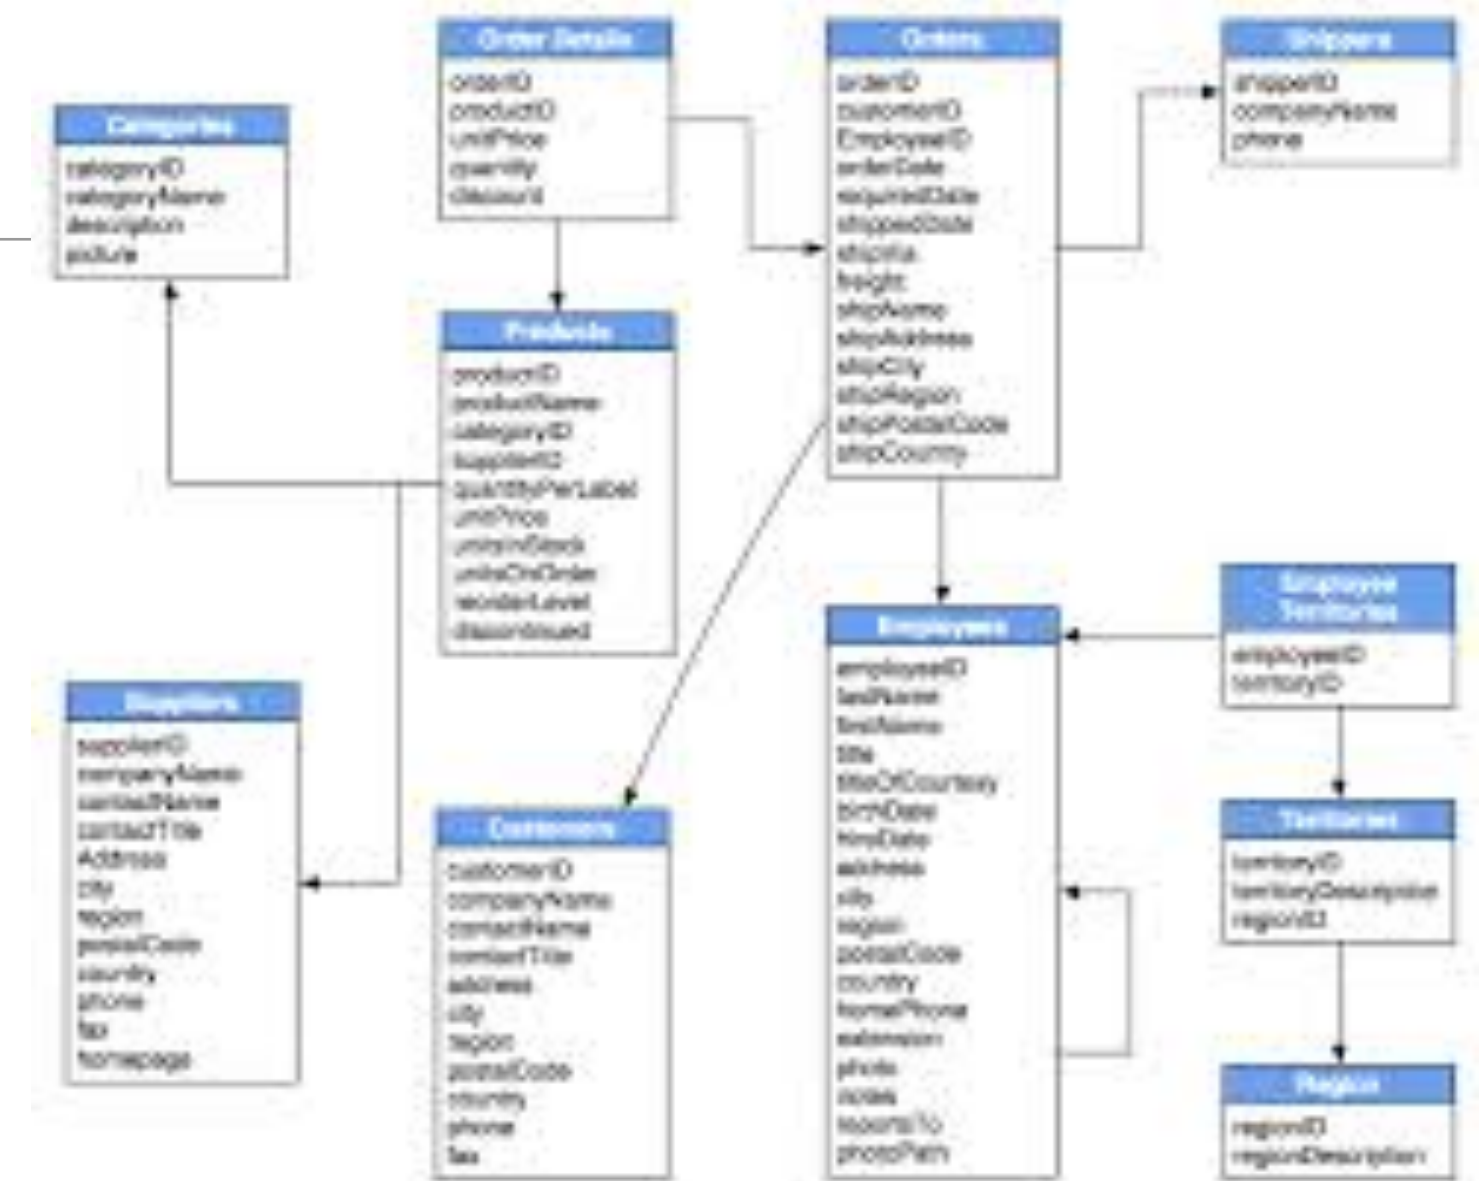 Order Details
orderID
productID
unitPrice
quantity
discount
Orders
orderID
customerID
EmployeeID
orderDate
requiredDate
shippedDate
shipVia
freight
shipName
shipAddress
shipCity
shipRegion
shipPostalCode
shipCountry
Shippers
shipperID
companyName
phone
Categories
categoryID
categoryName
description
picture
Products
productID
productName
categoryID
supplierID
quantityPerLabel
unitPrice
unitsInStock
unitsOnOrder
reorderLevel
discontinued
Employee
Territories
employeeID
territoryID
Employees
employeeID
lastName
firstName
title
titleOfCourtesy
birthDate
hireDate
address
city
region
postalCode
country
homePhone
extension
photo
notes
reportsTo
photoPath
Suppliers
supplierID
companyName
contactName
contactTitle
Address
city
region
postalCode
country
phone
fax
homepage
Customers
customerID
companyName
contactName
contactTitle
address
city
region
postalCode
country
phone
fax
Territories
territoryID
territoryDescription
regionID
Region
regionID
regionDescription